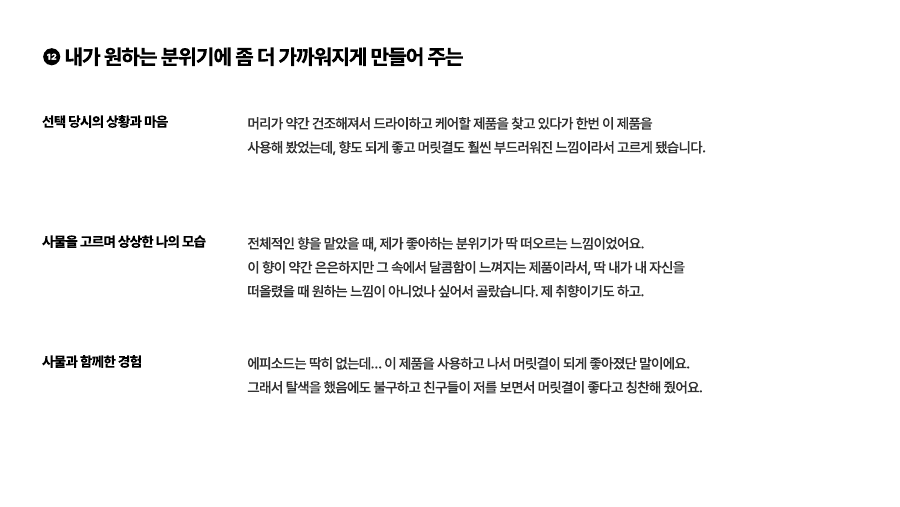 ⓬ 내가 원하는 분위기에 좀 더 가까워지게 만들어 주는
선택 당시의 상황과 마음
머리가 약간 건조해져서 드라이하고 케어할 제품을 찾고 있다가 한번 이 제품을
사용해 봤었는데, 향도 되게 좋고 머릿결도 훨씬 부드러워진 느낌이라서 고르게 됐습니다.
사물을 고르며 상상한 나의 모습
전체적인 향을 맡았을 때, 제가 좋아하는 분위기가 딱 떠오르는 느낌이었어요.
이 향이 약간 은은하지만 그 속에서 달콤함이 느껴지는 제품이라서, 딱 내가 내 자신을
떠올렸을 때 원하는 느낌이 아니었나 싶어서 골랐습니다. 제 취향이기도 하고.
사물과 함께한 경험
에피소드는 딱히 없는데… 이 제품을 사용하고 나서 머릿결이 되게 좋아졌단 말이에요.
그래서 탈색을 했음에도 불구하고 친구들이 저를 보면서 머릿결이 좋다고 칭찬해 줬어요.